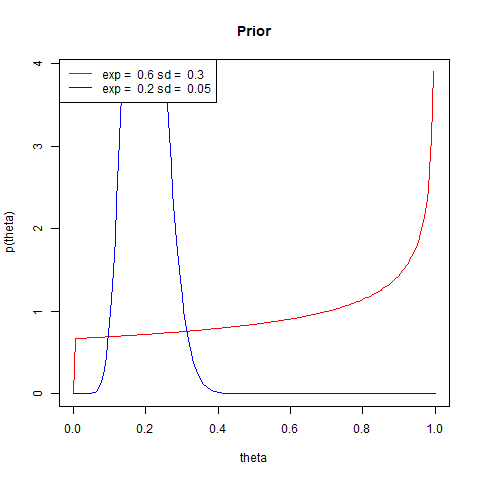 Prior
exp =  0.6 sd =  0.3
exp =  0.2 sd =  0.05
p(theta)
4
3
2
1
0
0.0 0.2 0.4 0.6 0.8 1.0
theta